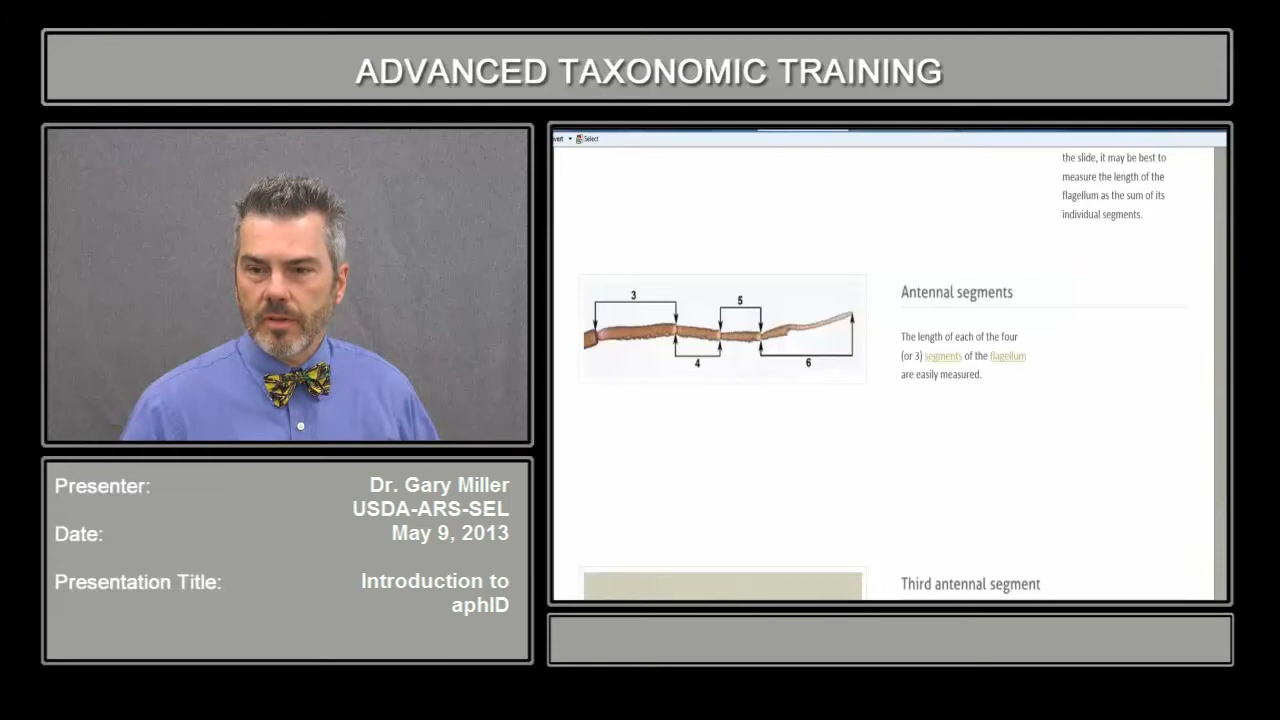 ADVANCED TAXONOMIC TRAINING
Select
the slide, it may be best to
measure the length of the
flagellum as the sum of its
individual segments.
3
5
4
6
Antennal segments
The length of each of the four
(or 3) segments of the flagellum
are easily measured.
Third antennal segment
Presenter: Dr. Gary Miller
USDA-ARS-SEL
Date: May 9, 2013
Presentation Title: Introduction to
aphID